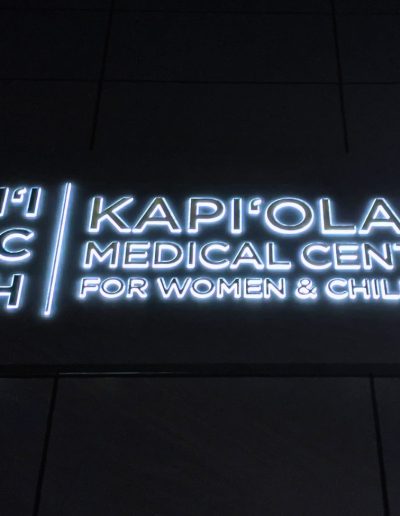 I'I
C
H
KAPIʻOLA
MEDICAL CENT
FOR WOMEN & CHIL